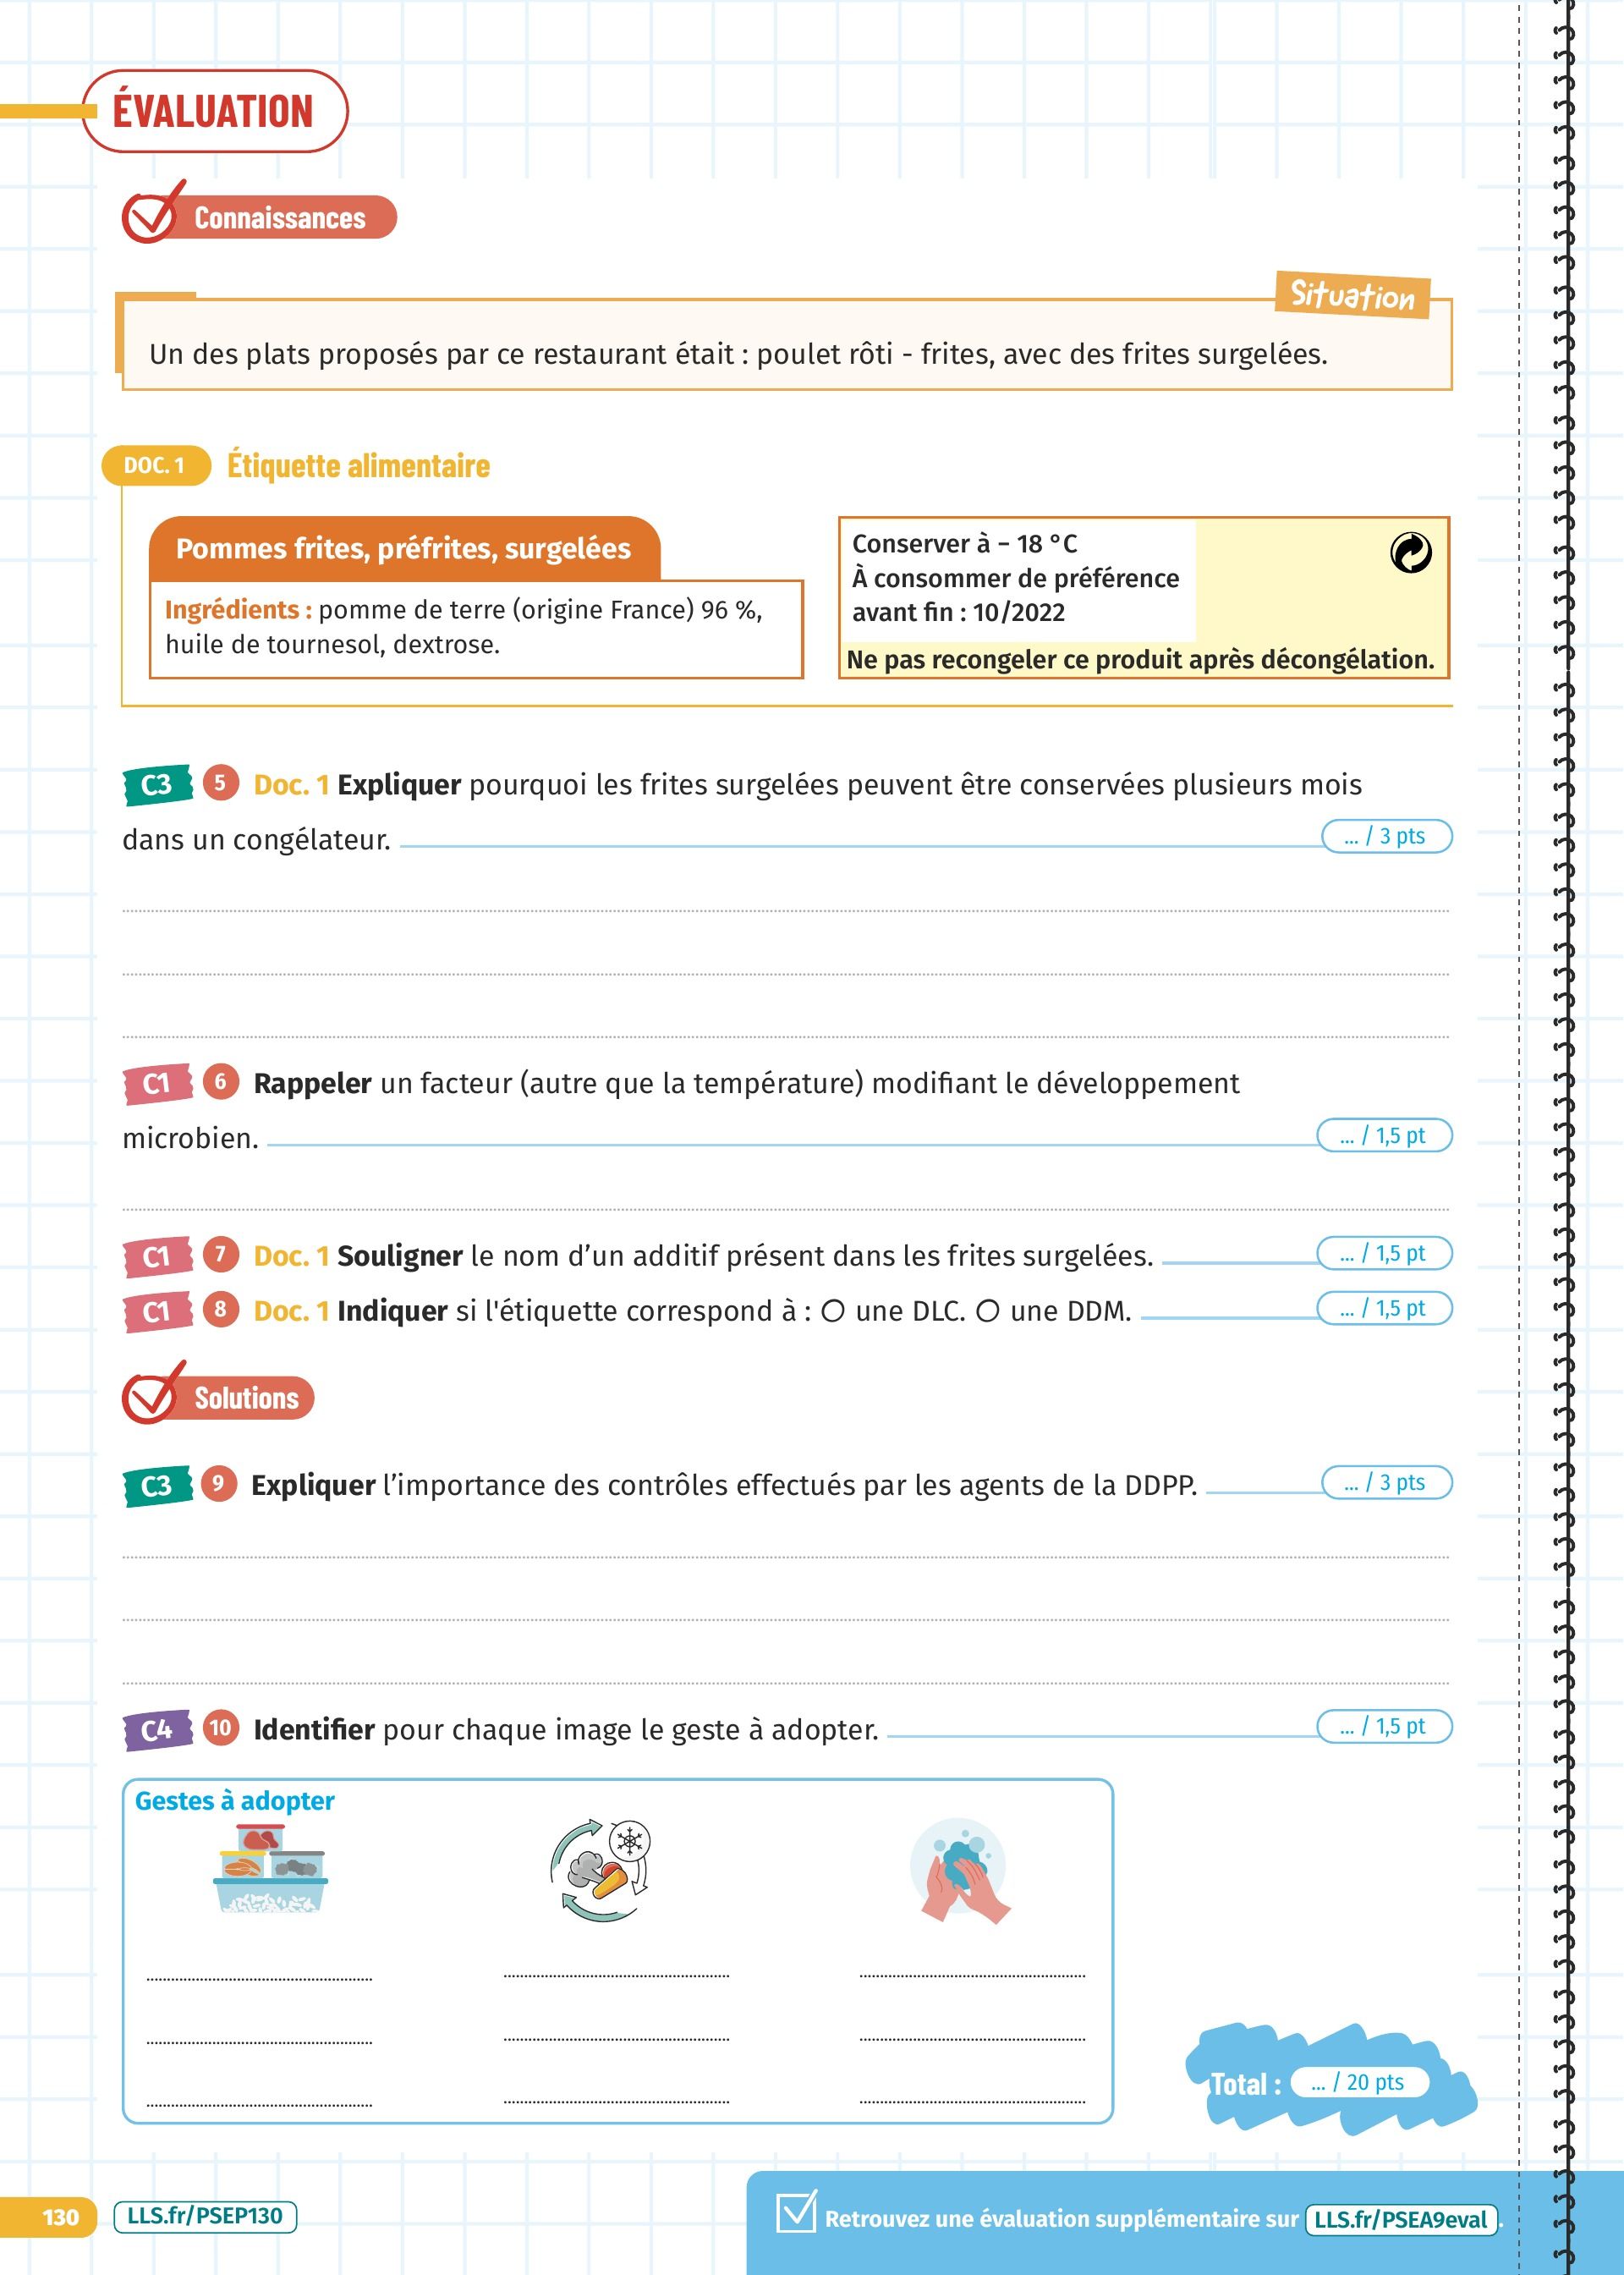 ÉVALUATION
Connaissances
Situation
Un des plats proposés par ce restaurant était : poulet rôti - frites, avec des frites surgelées.
DOC. 1 Étiquette alimentaire
Pommes frites, préfrites, surgelées
Ingrédients : pomme de terre (origine France) 96 %,
huile de tournesol, dextrose.
Conserver à – 18 °C
À consommer de préférence
avant fin : 10/2022
Ne pas recongeler ce produit après décongélation.
C3 5 Doc. 1 Expliquer pourquoi les frites surgelées peuvent être conservées plusieurs mois
dans un congélateur. ... / 3 pts
C1 6 Rappeler un facteur (autre que la température) modifiant le développement
microbien. ... / 1,5 pt
C1 7 Doc. 1 Souligner le nom d’un additif présent dans les frites surgelées. ... / 1,5 pt
C1 8 Doc. 1 Indiquer si l'étiquette correspond à : O une DLC. O une DDM. ... / 1,5 pt
Solutions
C3 9 Expliquer l’importance des contrôles effectués par les agents de la DDPP. ... / 3 pts
C4 10 Identifier pour chaque image le geste à adopter. ... / 1,5 pt
Gestes à adopter
Total : ... / 20 pts
130 LLS.fr/PSEP130
Retrouvez une évaluation supplémentaire sur LLS.fr/PSEA9eval.